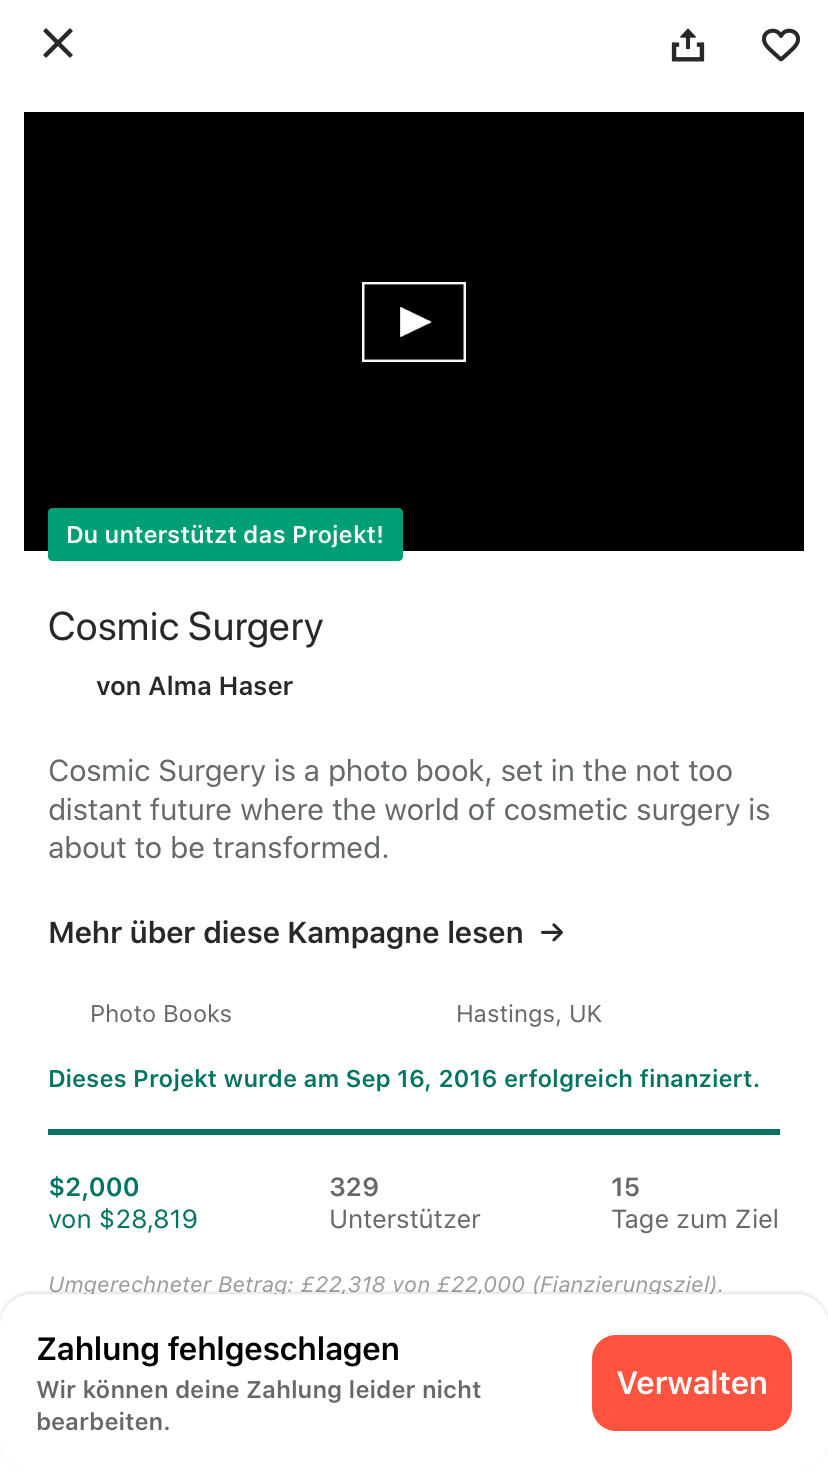 Du unterstützt das Projekt!
Cosmic Surgery
von Alma Haser
Cosmic Surgery is a photo book, set in the not too
distant future where the world of cosmetic surgery is
about to be transformed.
Mehr über diese Kampagne lesen →
Photo Books
Hastings, UK
Dieses Projekt wurde am Sep 16, 2016 erfolgreich finanziert.
$2,000
von $28,819
329
Unterstützer
15
Tage zum Ziel
Umgerechneter Betrag: £22,318 von £22,000 (Fianzierungsziel).
Zahlung fehlgeschlagen
Wir können deine Zahlung leider nicht
bearbeiten.
Verwalten